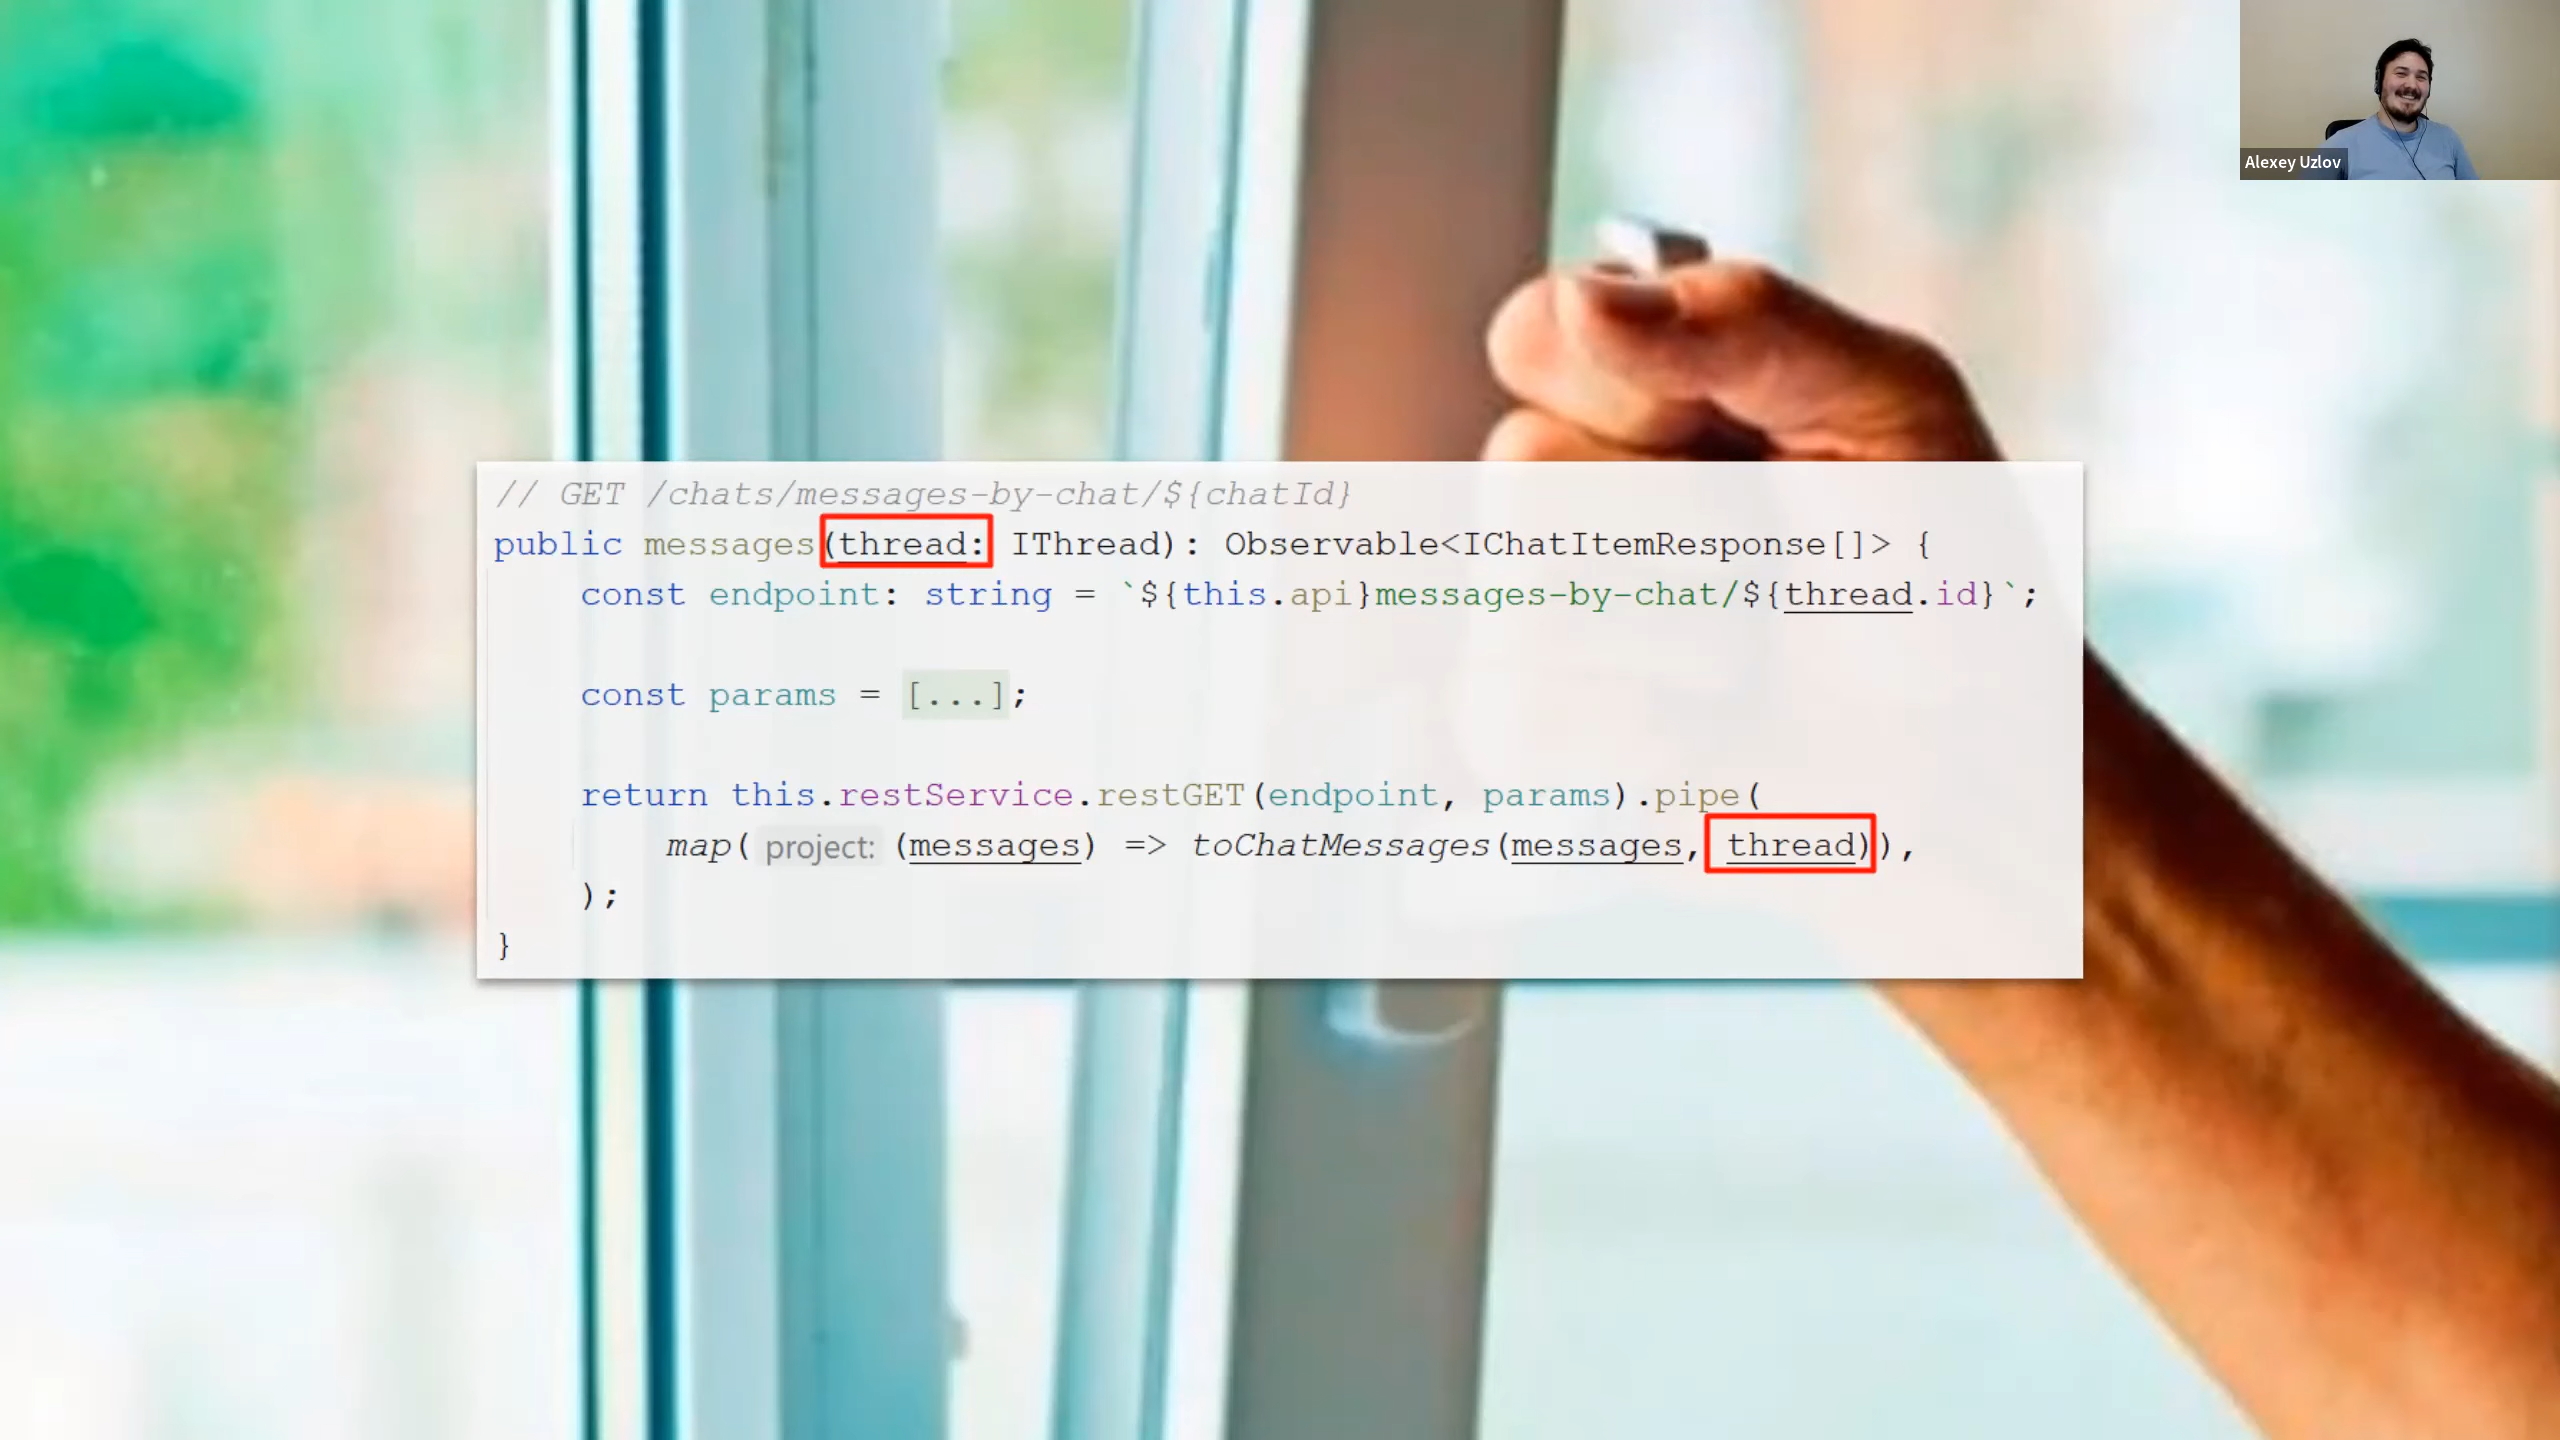 Alexey Uzlov
// GET /chats/messages-by-chat/${chatId}
public messages(thread: IThread): Observable<IChatItemResponse[]> {
const endpoint: string = `${this.api}messages-by-chat/${thread.id}`;
const params = [...];
return this.restService.restGET(endpoint, params).pipe(
map( project: (messages) => toChatMessages(messages, thread)),
);
}